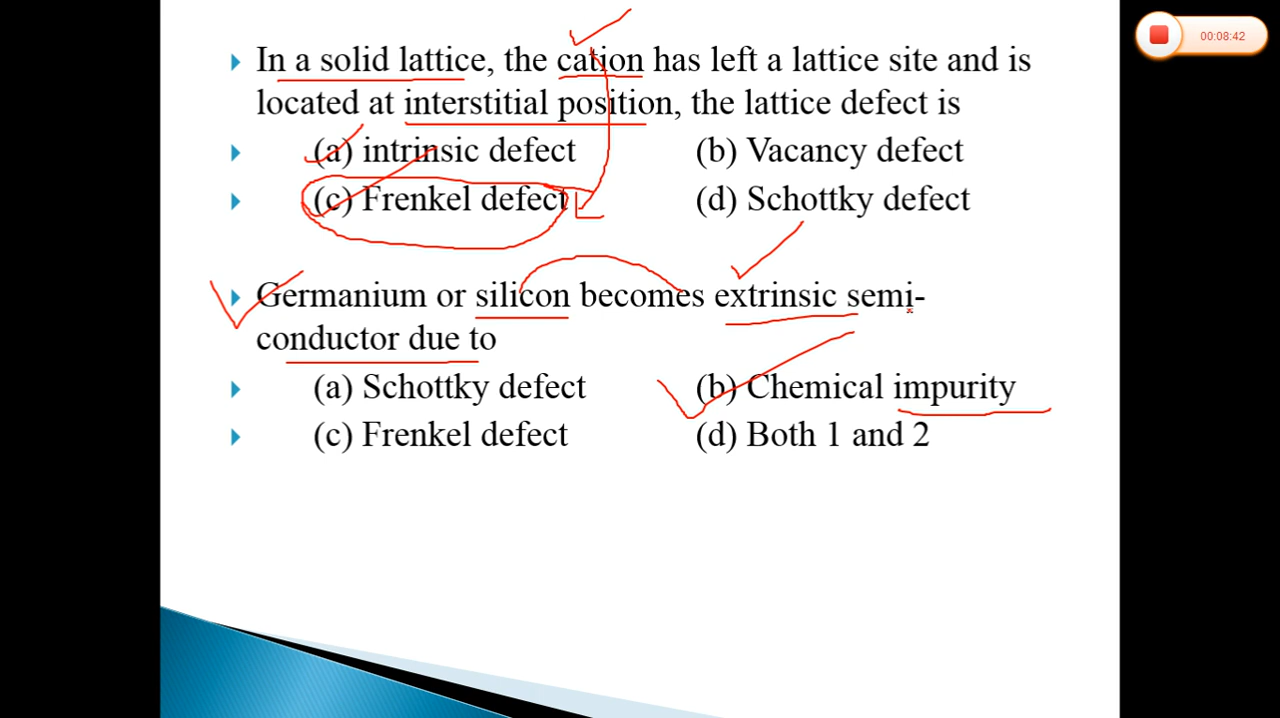 In a solid lattice, the cation has left a lattice site and is
located at interstitial position, the lattice defect is
(a) intrinsic defect (b) Vacancy defect
(c) Frenkel defect (d) Schottky defect
Germanium or silicon becomes extrinsic semi-
conductor due to
(a) Schottky defect (b) Chemical impurity
(c) Frenkel defect (d) Both 1 and 2
00:08:42